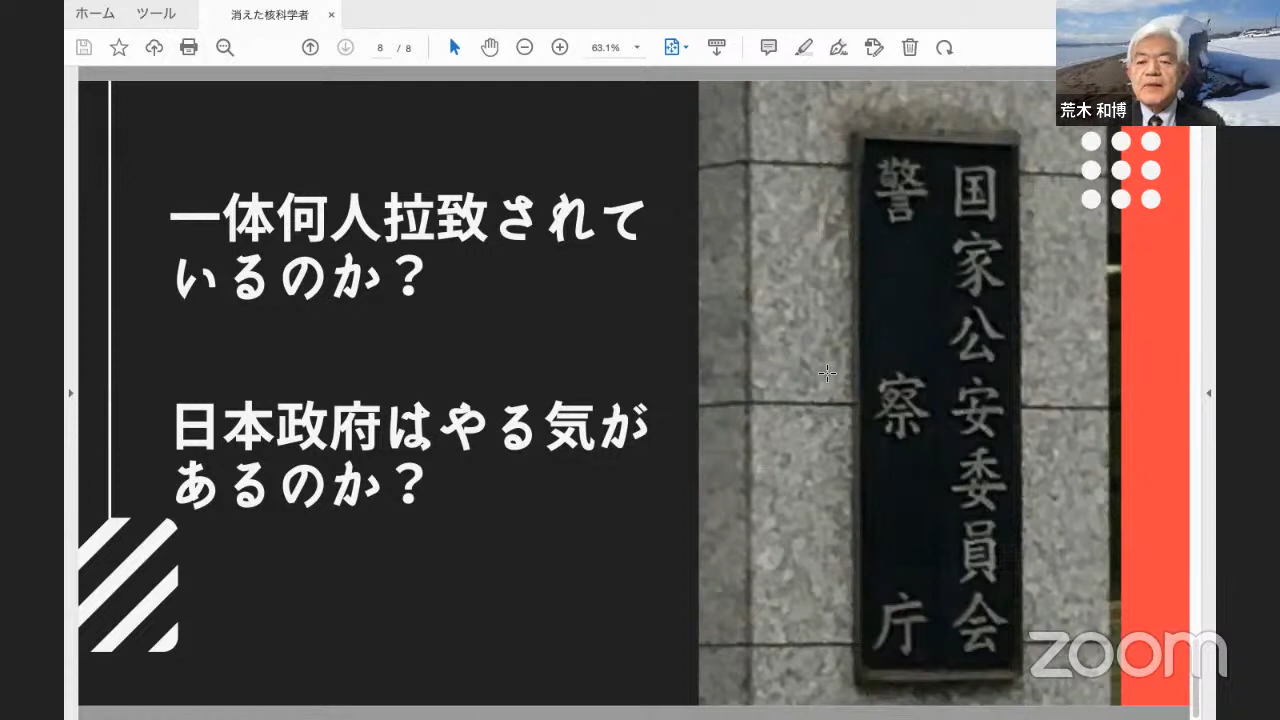 ホーム ツール 消えた核科学者 ×
8 / 8 63.1%
荒木 和博
一体何人拉致されて
いるのか？
日本政府はやる気が
あるのか？
国家公安委員会
警察庁
zoom